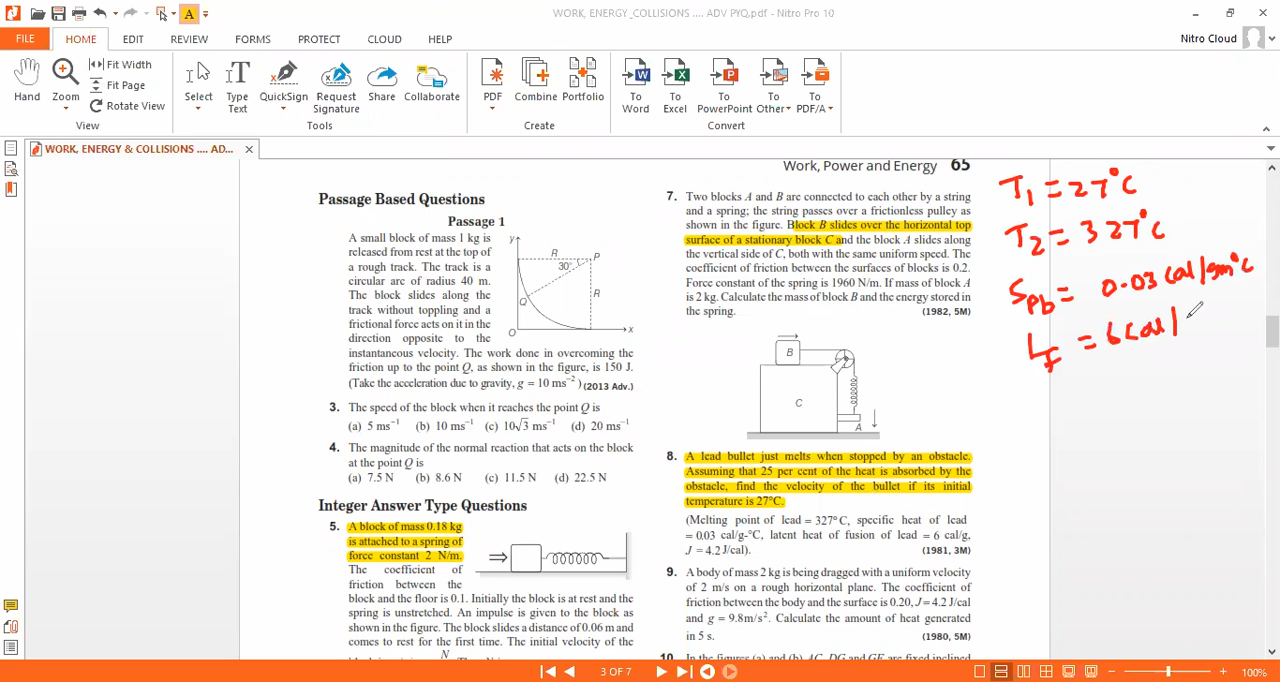 WORK, ENERGY _COLLISIONS .... ADV PYQ.pdf - Nitro Pro 10
FILE HOME EDIT REVIEW FORMS PROTECT CLOUD HELP
Nitro Cloud
Hand
Zoom
Fit Width
Fit Page
Rotate View
View
Select
Type Text
QuickSign
Request Signature
Share
Collaborate
Tools
PDF
Combine
Portfolio
Create
To Word
To Excel
To PowerPoint
To Other
To PDF/A
Convert
WORK, ENERGY & COLLISIONS .... AD...
Work, Power and Energy 65
Passage Based Questions
Passage 1
A small block of mass 1 kg is
released from rest at the top of
a rough track. The track is a
circular arc of radius 40 m.
The block slides along the
track without toppling and a
frictional force acts on it in the
direction opposite to the
instantaneous velocity. The work done in overcoming the
friction up to the point Q, as shown in the figure, is 150 J.
(Take the acceleration due to gravity, g = 10 ms⁻²) (2013 Adv.)
y
R
P
30°
R
Q
O
x
3. The speed of the block when it reaches the point Q is
(a) 5 ms⁻¹ (b) 10 ms⁻¹ (c) 10√3 ms⁻¹ (d) 20 ms⁻¹
4. The magnitude of the normal reaction that acts on the block
at the point Q is
(a) 7.5 N (b) 8.6 N (c) 11.5 N (d) 22.5 N
Integer Answer Type Questions
5. A block of mass 0.18 kg
is attached to a spring of
force constant 2 N/m.
The coefficient of
friction between the
block and the floor is 0.1. Initially the block is at rest and the
spring is unstretched. An impulse is given to the block as
shown in the figure. The block slides a distance of 0.06 m and
comes to rest for the first time. The initial velocity of the
N
7. Two blocks A and B are connected to each other by a string
and a spring; the string passes over a frictionless pulley as
shown in the figure. Block B slides over the horizontal top
surface of a stationary block C and the block A slides along
the vertical side of C, both with the same uniform speed. The
coefficient of friction between the surfaces of blocks is 0.2.
Force constant of the spring is 1960 N/m. If mass of block A
is 2 kg. Calculate the mass of block B and the energy stored in
the spring. (1982, 5M)
B
C
A
8. A lead bullet just melts when stopped by an obstacle.
Assuming that 25 per cent of the heat is absorbed by the
obstacle, find the velocity of the bullet if its initial
temperature is 27°C.
(Melting point of lead = 327° C, specific heat of lead
= 0.03 cal/g-°C, latent heat of fusion of lead = 6 cal/g,
J = 4.2 J/cal). (1981, 3M)
9. A body of mass 2 kg is being dragged with a uniform velocity
of 2 m/s on a rough horizontal plane. The coefficient of
friction between the body and the surface is 0.20, J = 4.2 J/cal
and g = 9.8 m/s². Calculate the amount of heat generated
in 5 s. (1980, 5M)
10. In the figures (a) and (b) AC, DG and GF are fixed inclined
T₁ = 27°C
T₂ = 327°C
S_Pb = 0.03 Cal/gm°C
L_f = 6 Cal/
3 OF 7
100%